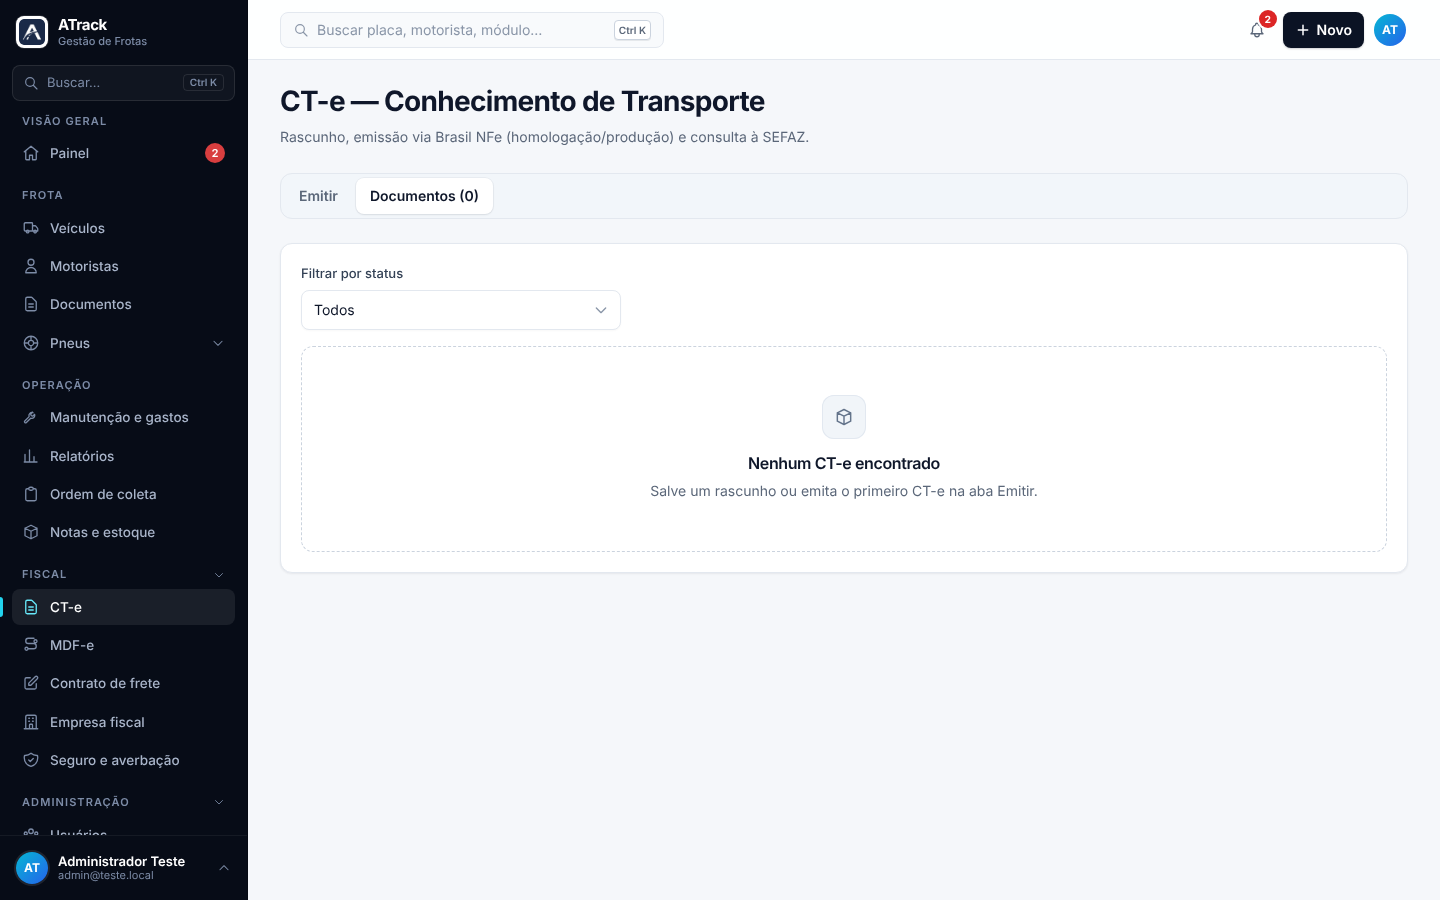 ATrack
Gestão de Frotas
Buscar...
Ctrl K
VISÃO GERAL
Painel
2
FROTA
Veículos
Motoristas
Documentos
Pneus
OPERAÇÃO
Manutenção e gastos
Relatórios
Ordem de coleta
Notas e estoque
FISCAL
CT-e
MDF-e
Contrato de frete
Empresa fiscal
Seguro e averbação
ADMINISTRAÇÃO
Usuários
AT
Administrador Teste
admin@teste.local
Buscar placa, motorista, módulo...
Ctrl K
2
Novo
AT
CT-e — Conhecimento de Transporte
Rascunho, emissão via Brasil NFe (homologação/produção) e consulta à SEFAZ.
Emitir
Documentos (0)
Filtrar por status
Todos
Nenhum CT-e encontrado
Salve um rascunho ou emita o primeiro CT-e na aba Emitir.